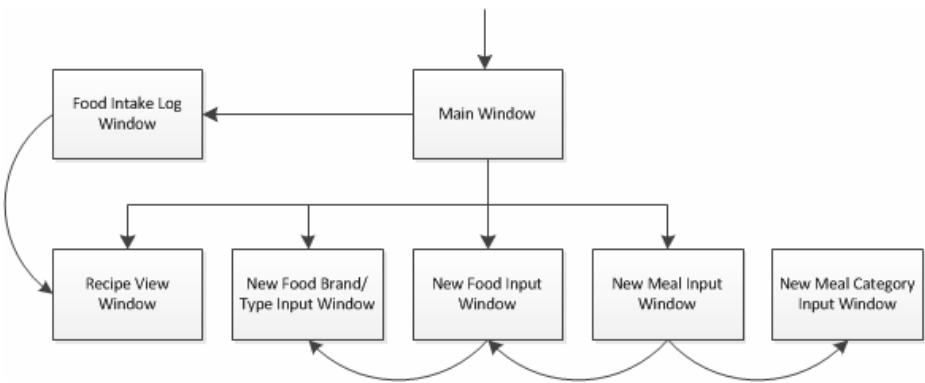 Food Intake Log
Window
Main Window
Recipe View
Window
New Food Brand/
Type Input Window
New Food Input
Window
New Meal Input
Window
New Meal Category
Input Window